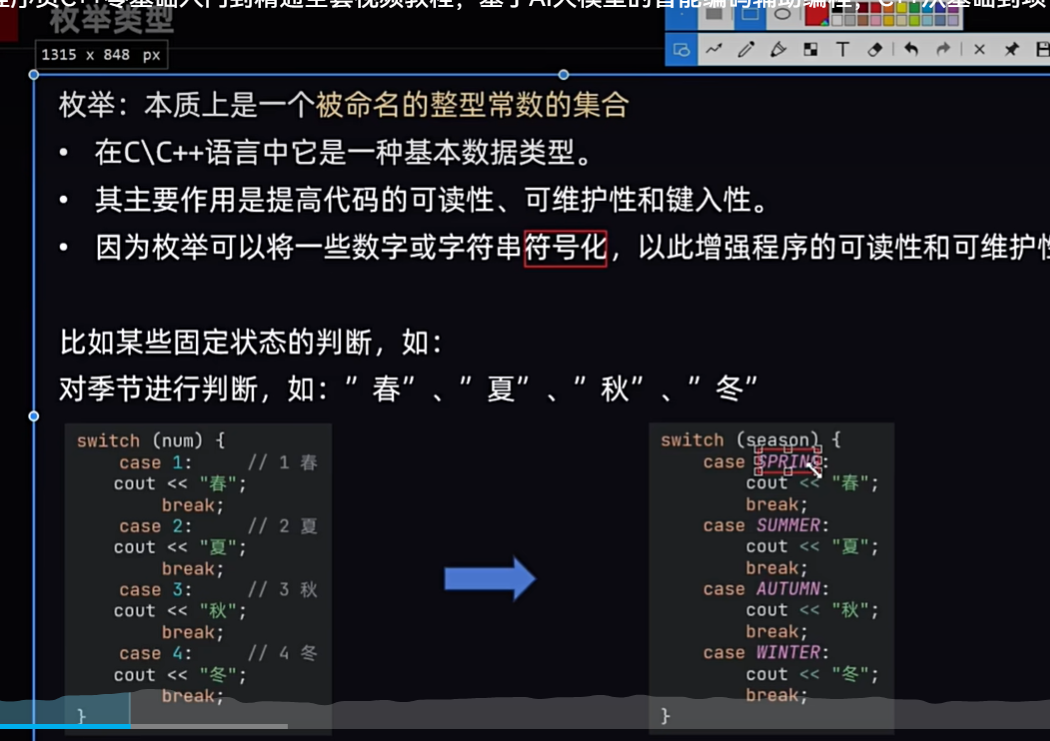 程序员C++零基础入门到精通全套视频教程，基于AI大模型的智能编码辅助编程，C++从基础到项
枚举类型
1315 x 848 px
枚举：本质上是一个被命名的整型常数的集合
• 在C\C++语言中它是一种基本数据类型。
• 其主要作用是提高代码的可读性、可维护性和键入性。
• 因为枚举可以将一些数字或字符串符号化，以此增强程序的可读性和可维护性
比如某些固定状态的判断，如：
对季节进行判断，如：”春”、”夏”、”秋”、”冬”
switch (num) {
case 1: // 1 春
cout << "春";
break;
case 2: // 2 夏
cout << "夏";
break;
case 3: // 3 秋
cout << "秋";
break;
case 4: // 4 冬
cout << "冬";
break;
}
switch (season) {
case SPRING:
cout << "春";
break;
case SUMMER:
cout << "夏";
break;
case AUTUMN:
cout << "秋";
break;
case WINTER:
cout << "冬";
break;
}